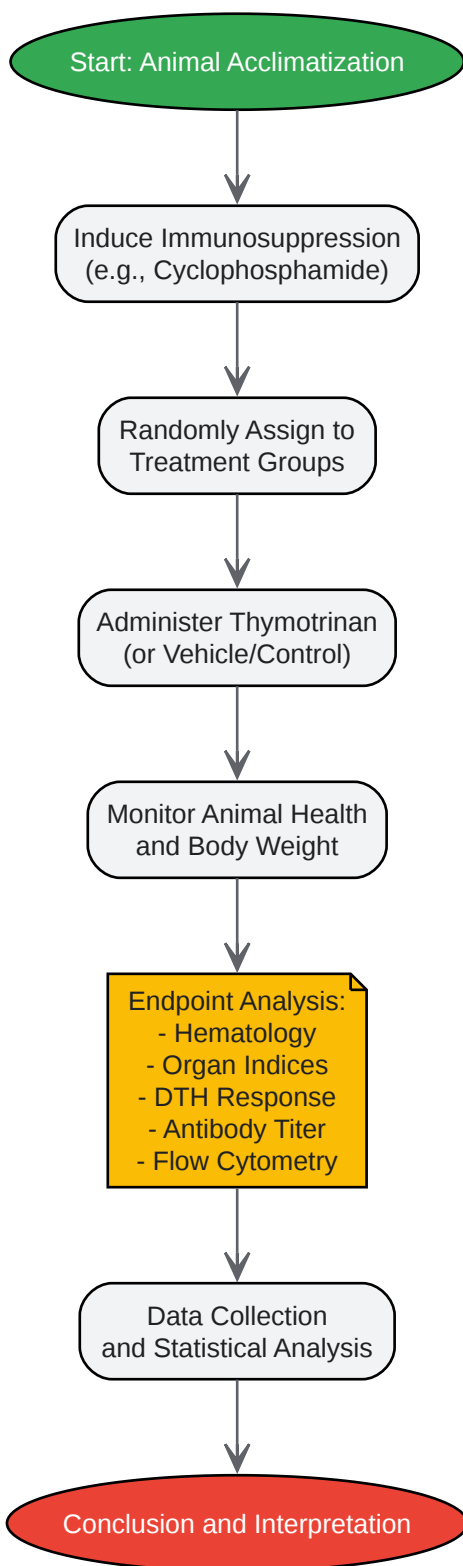 Start: Animal Acclimatization
Induce Immunosuppression
(e.g., Cyclophosphamide)
Randomly Assign to
Treatment Groups
Administer Thymotrinan
(or Vehicle/Control)
Monitor Animal Health
and Body Weight
Endpoint Analysis:
- Hematology
- Organ Indices
- DTH Response
- Antibody Titer
- Flow Cytometry
Data Collection
and Statistical Analysis
Conclusion and Interpretation